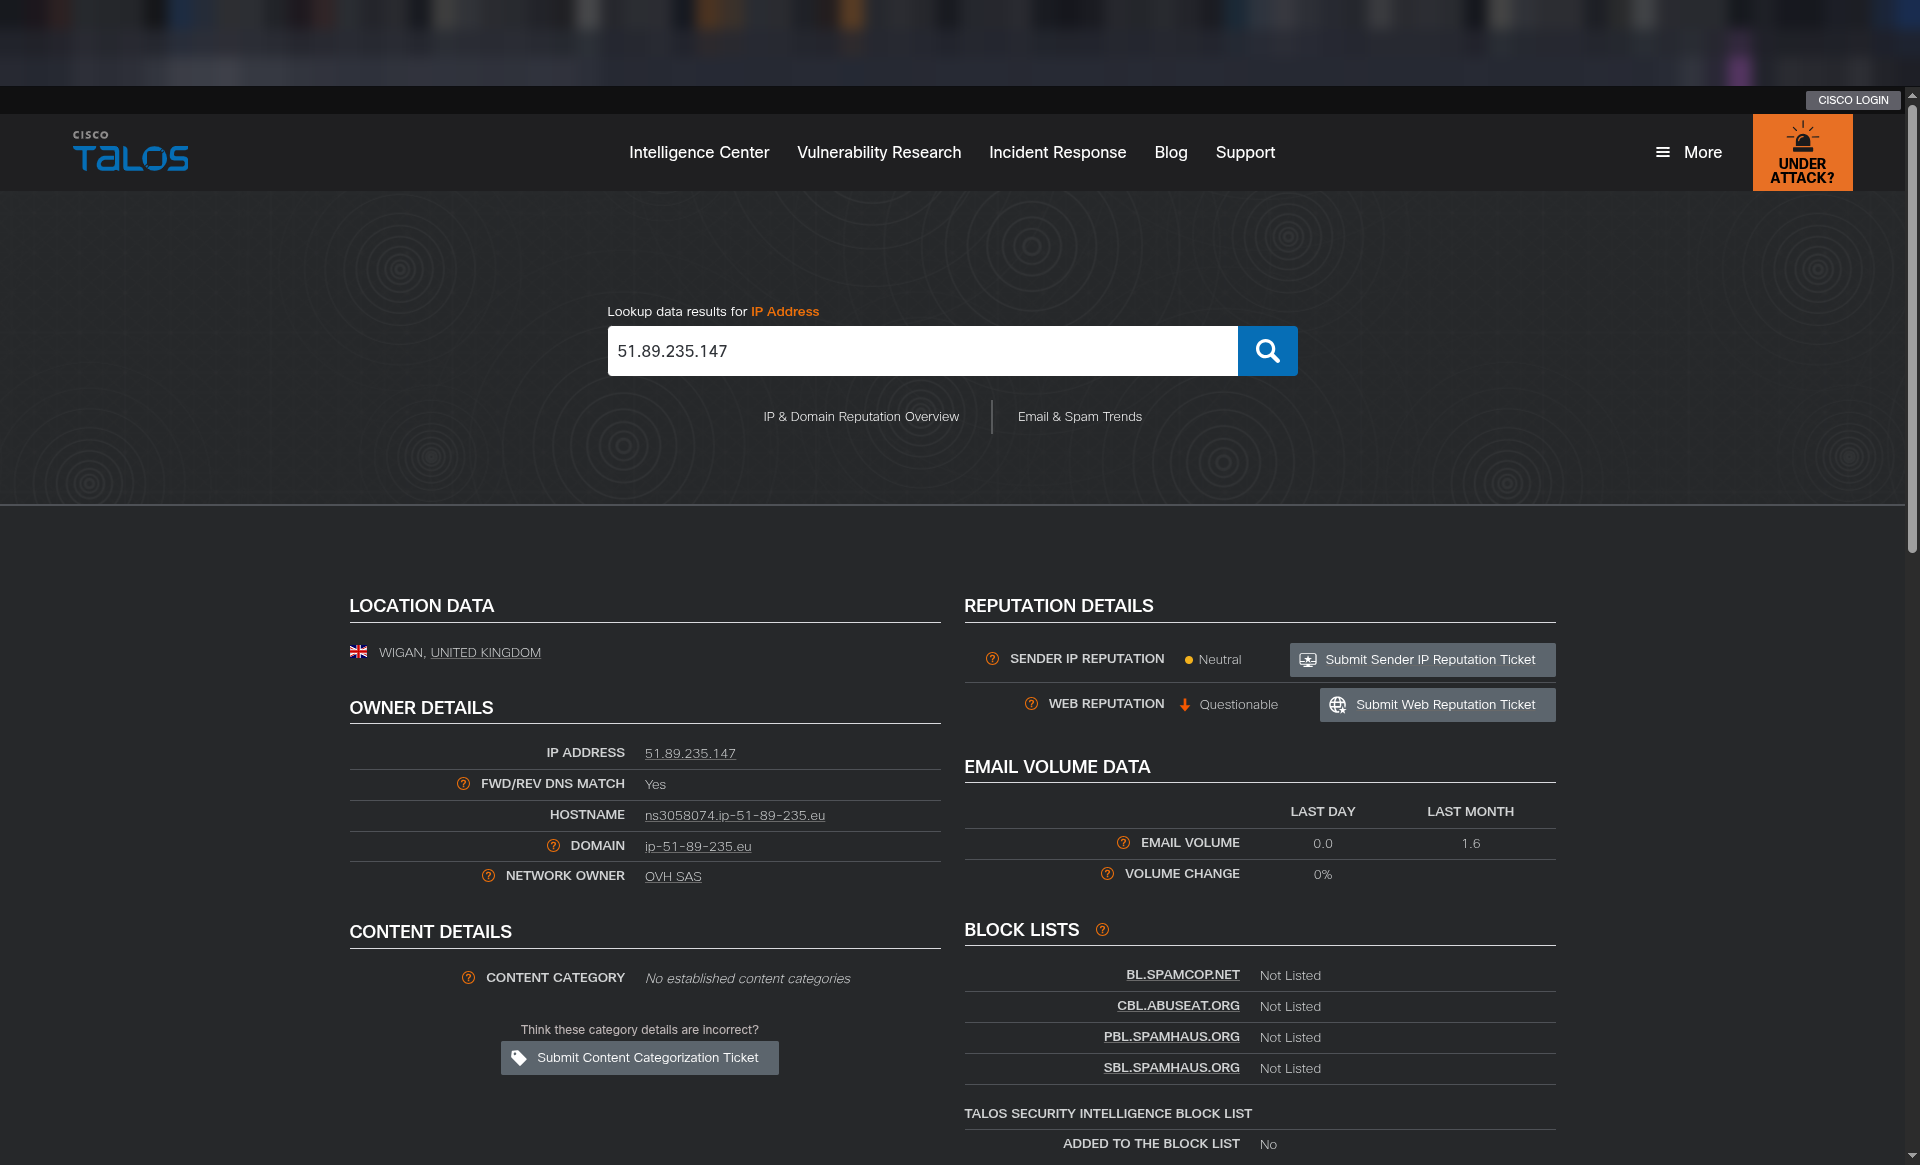 CISCO LOGIN
CISCO
TALOS
Intelligence Center
Vulnerability Research
Incident Response
Blog
Support
More
UNDER
ATTACK?
Lookup data results for IP Address
51.89.235.147
IP & Domain Reputation Overview
Email & Spam Trends
LOCATION DATA
WIGAN, UNITED KINGDOM
OWNER DETAILS
IP ADDRESS 51.89.235.147
FWD/REV DNS MATCH Yes
HOSTNAME ns3058074.ip-51-89-235.eu
DOMAIN ip-51-89-235.eu
NETWORK OWNER OVH SAS
CONTENT DETAILS
CONTENT CATEGORY No established content categories
Think these category details are incorrect?
Submit Content Categorization Ticket
REPUTATION DETAILS
SENDER IP REPUTATION Neutral Submit Sender IP Reputation Ticket
WEB REPUTATION Questionable Submit Web Reputation Ticket
EMAIL VOLUME DATA
LAST DAY LAST MONTH
EMAIL VOLUME 0.0 1.6
VOLUME CHANGE 0%
BLOCK LISTS
BL.SPAMCOP.NET Not Listed
CBL.ABUSEAT.ORG Not Listed
PBL.SPAMHAUS.ORG Not Listed
SBL.SPAMHAUS.ORG Not Listed
TALOS SECURITY INTELLIGENCE BLOCK LIST
ADDED TO THE BLOCK LIST No